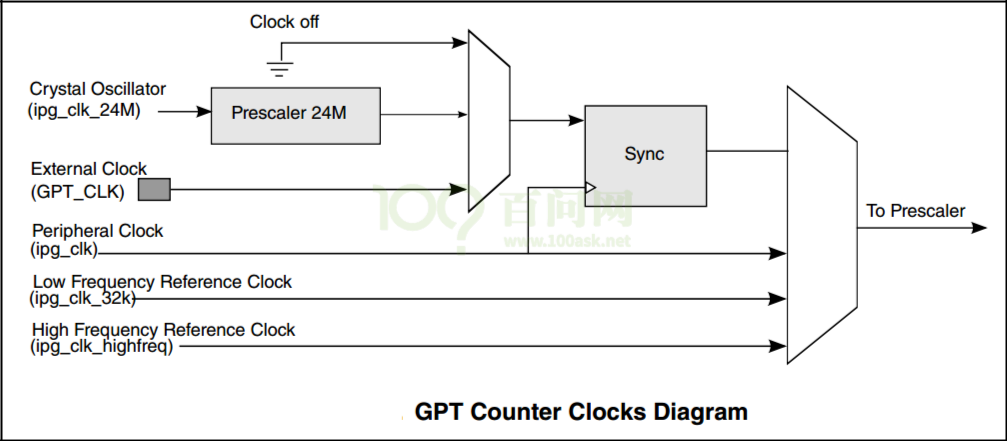 Clock off
Crystal Oscillator
(ipg_clk_24M)
Prescaler 24M
External Clock
(GPT_CLK)
Sync
100? 百问网
www.100ask.net
Peripheral Clock
(ipg_clk)
To Prescaler
Low Frequency Reference Clock
(ipg_clk_32k)
High Frequency Reference Clock
(ipg_clk_highfreq)
GPT Counter Clocks Diagram